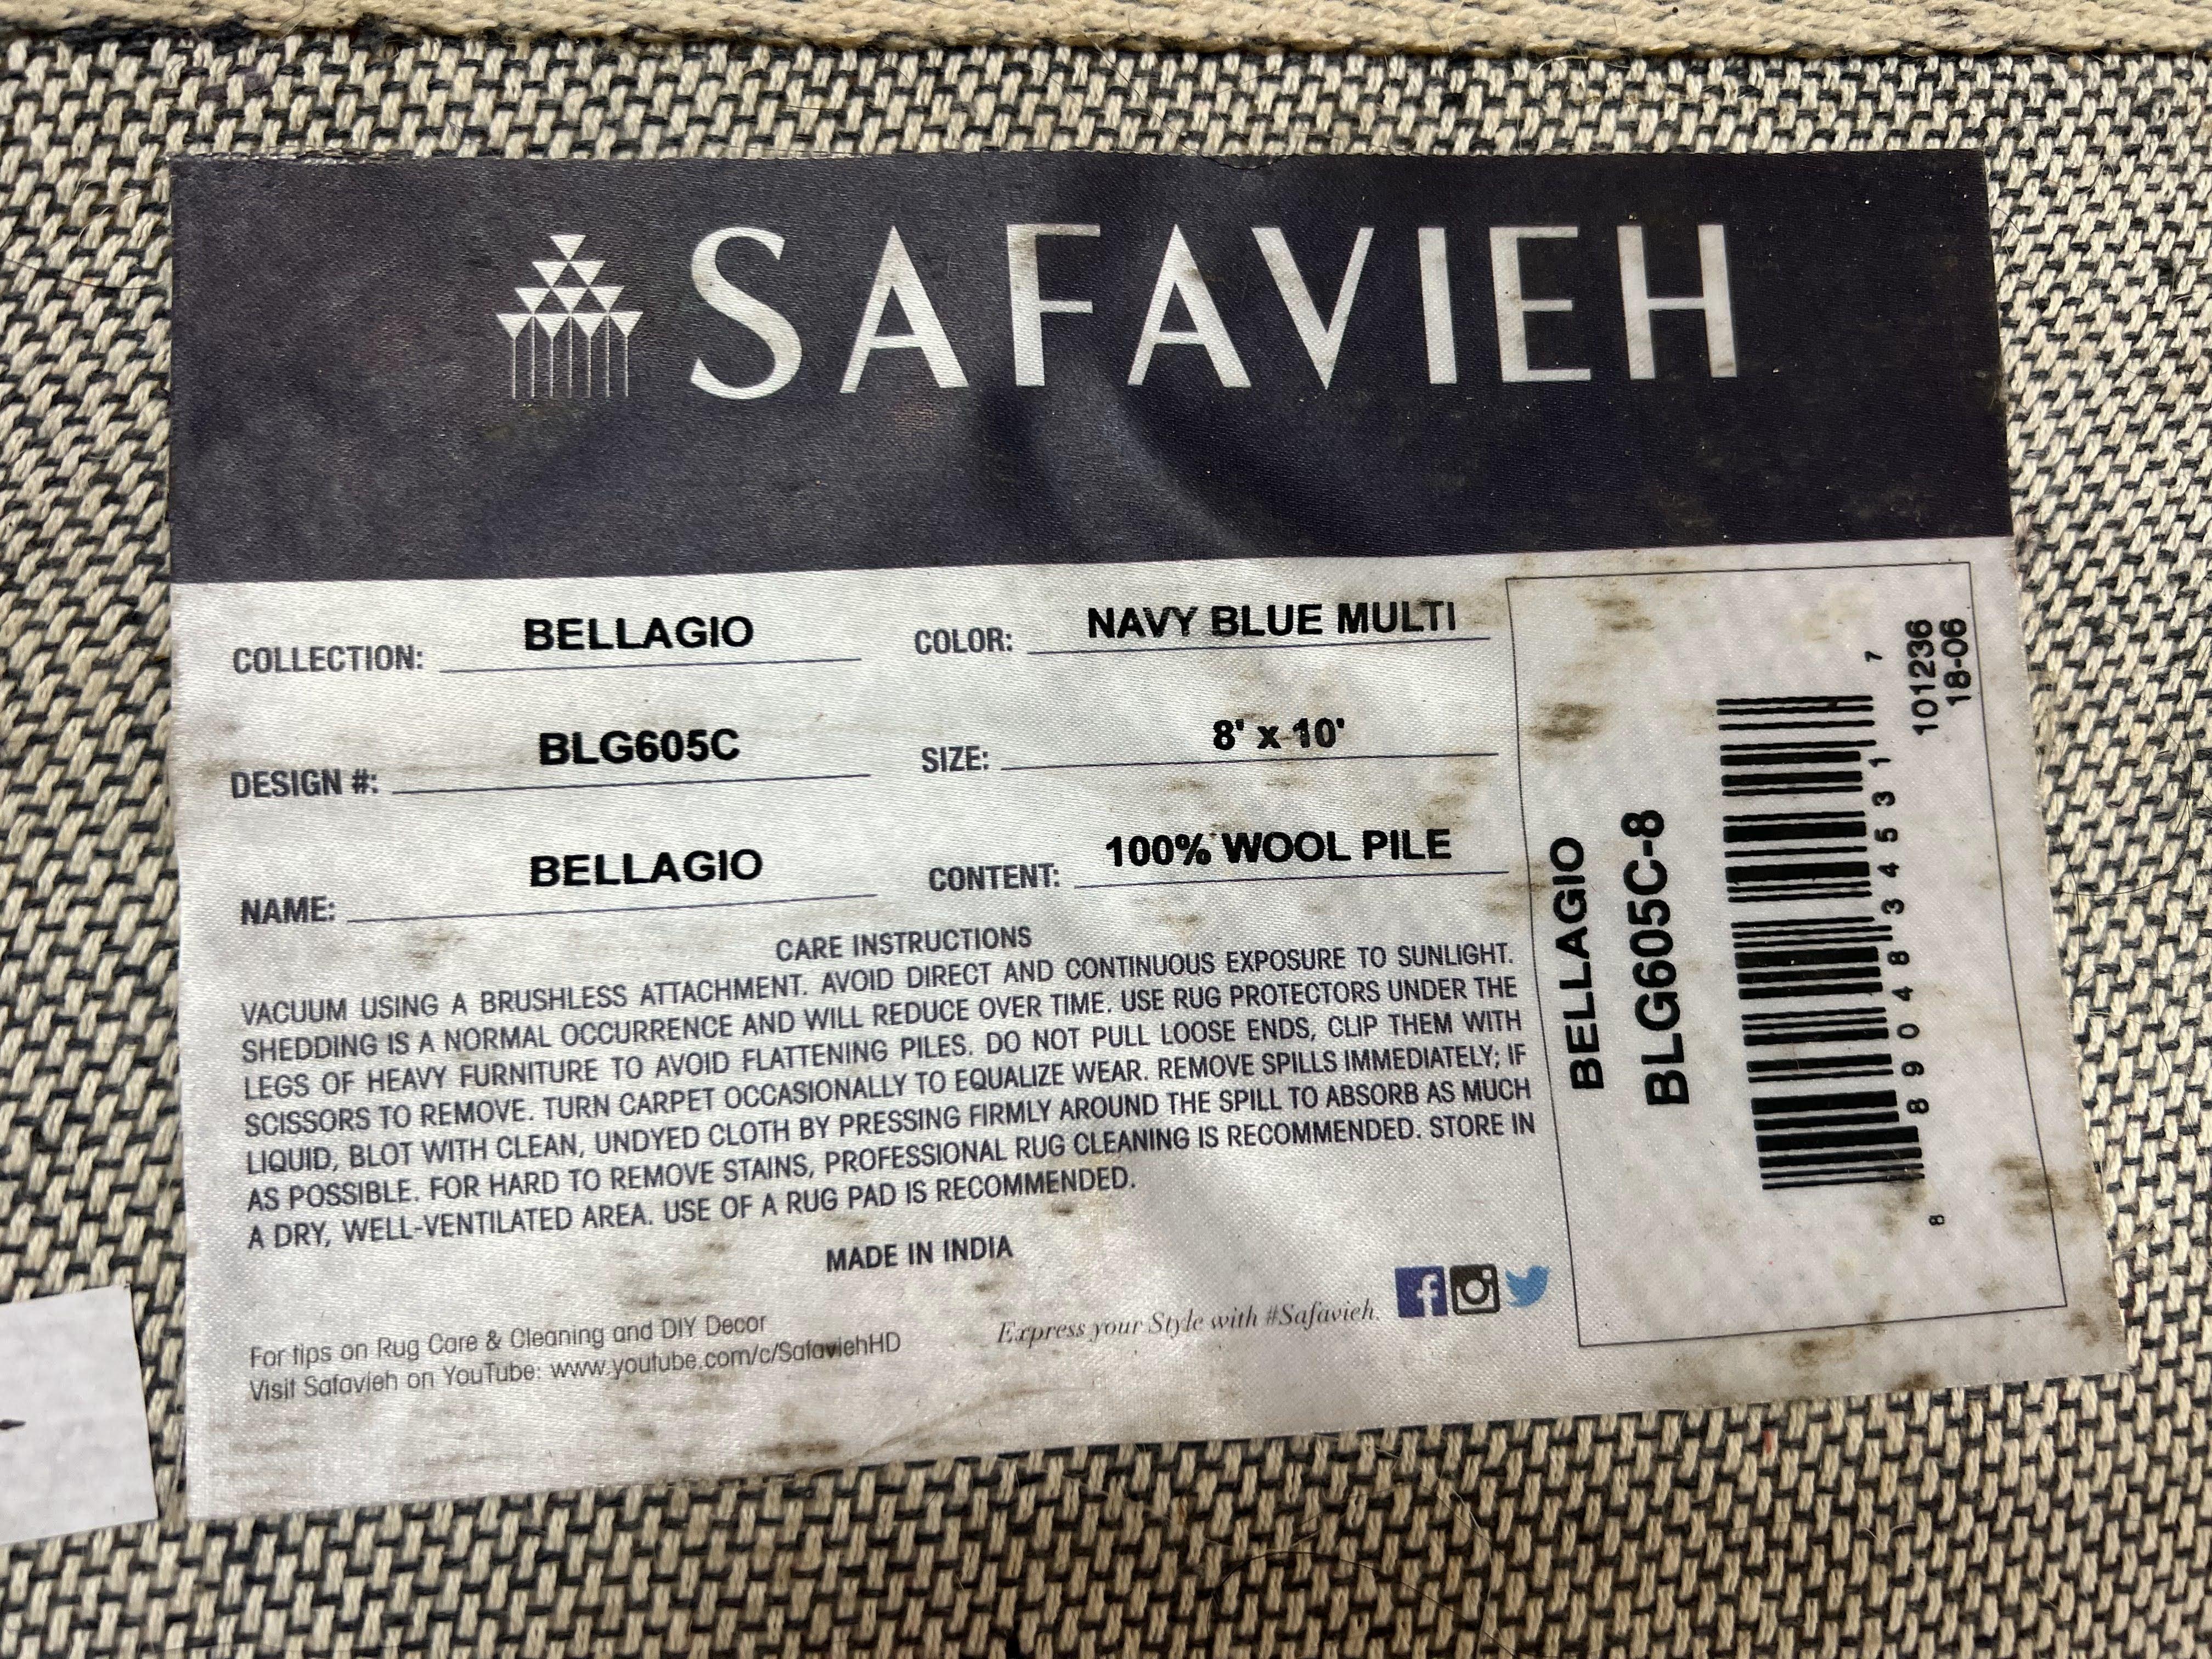 SAFAVIEH
COLLECTION: BELLAGIO
COLOR: NAVY BLUE MULTI
DESIGN #: BLG605C
SIZE: 8' x 10'
NAME: BELLAGIO
CONTENT: 100% WOOL PILE
CARE INSTRUCTIONS
VACUUM USING A BRUSHLESS ATTACHMENT. AVOID DIRECT AND CONTINUOUS EXPOSURE TO SUNLIGHT.
SHEDDING IS A NORMAL OCCURRENCE AND WILL REDUCE OVER TIME. USE RUG PROTECTORS UNDER THE
LEGS OF HEAVY FURNITURE TO AVOID FLATTENING PILES. DO NOT PULL LOOSE ENDS, CLIP THEM WITH
SCISSORS TO REMOVE. TURN CARPET OCCASIONALLY TO EQUALIZE WEAR. REMOVE SPILLS IMMEDIATELY; IF
LIQUID, BLOT WITH CLEAN, UNDYED CLOTH BY PRESSING FIRMLY AROUND THE SPILL TO ABSORB AS MUCH
AS POSSIBLE. FOR HARD TO REMOVE STAINS, PROFESSIONAL RUG CLEANING IS RECOMMENDED. STORE IN
A DRY, WELL-VENTILATED AREA. USE OF A RUG PAD IS RECOMMENDED.
MADE IN INDIA
For tips on Rug Care & Cleaning and DIY Decor
Visit Safavieh on YouTube: www.youtube.com/c/SafaviehHD
Express your Style with #Safavieh.
BELLAGIO
BLG605C-8
8 89048 34531 7
101236
18-06